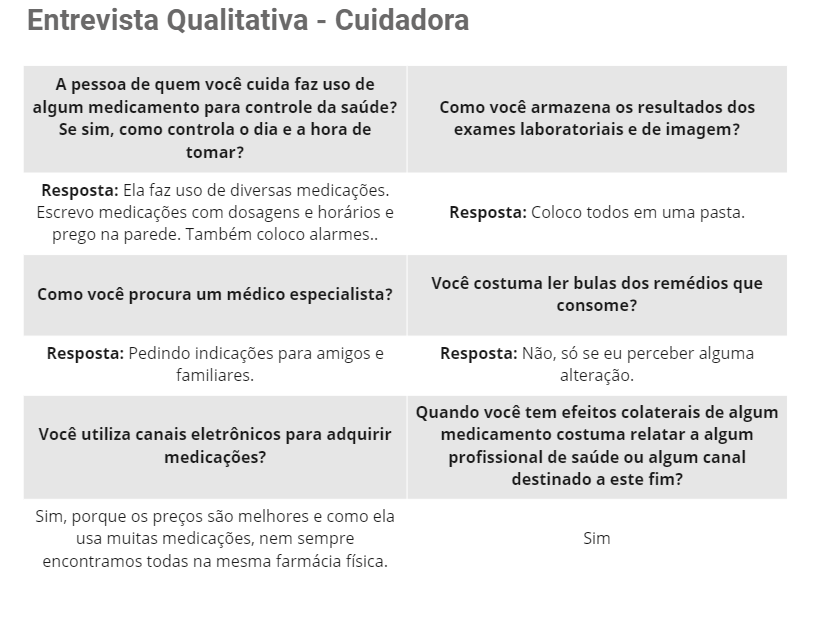 Entrevista Qualitativa - Cuidadora
A pessoa de quem você cuida faz uso de
algum medicamento para controle da saúde?
Se sim, como controla o dia e a hora de
tomar?
Como você armazena os resultados dos
exames laboratoriais e de imagem?
Resposta: Ela faz uso de diversas medicações.
Escrevo medicações com dosagens e horários e
prego na parede. Também coloco alarmes..
Resposta: Coloco todos em uma pasta.
Como você procura um médico especialista?
Você costuma ler bulas dos remédios que
consome?
Resposta: Pedindo indicações para amigos e
familiares.
Resposta: Não, só se eu perceber alguma
alteração.
Você utiliza canais eletrônicos para adquirir
medicações?
Quando você tem efeitos colaterais de algum
medicamento costuma relatar a algum
profissional de saúde ou algum canal
destinado a este fim?
Sim, porque os preços são melhores e como ela
usa muitas medicações, nem sempre
encontramos todas na mesma farmácia física.
Sim